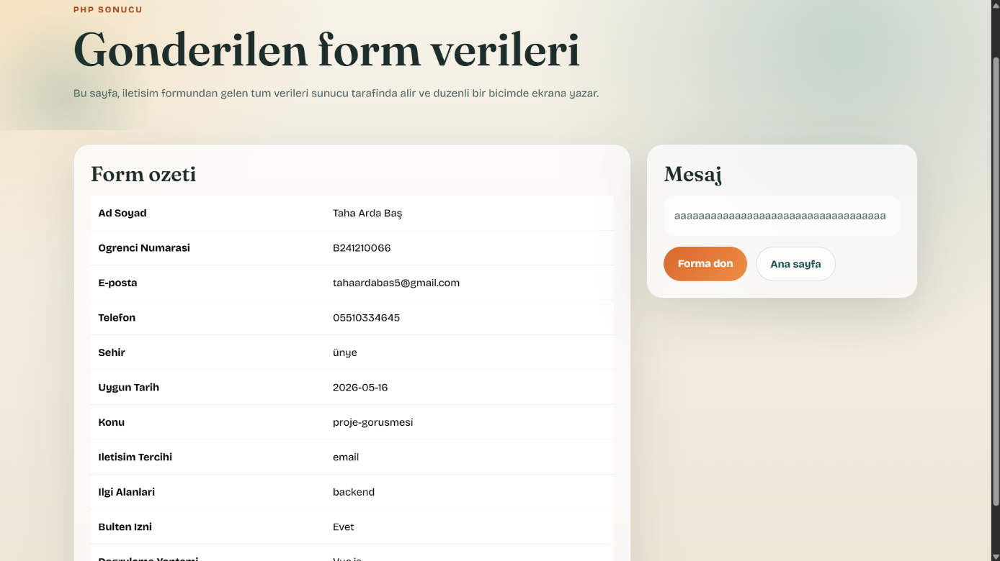 PHP SONUCU
Gonderilen form verileri
Bu sayfa, iletisim formundan gelen tum verileri sunucu tarafinda alir ve duzenli bir bicimde ekrana yazar.
Form ozeti
Ad Soyad Taha Arda Baş
Ogrenci Numarasi B241210066
E-posta tahaardabas5@gmail.com
Telefon 05510334645
Sehir ünye
Uygun Tarih 2026-05-16
Konu proje-gorusmesi
Iletisim Tercihi email
Ilgi Alanlari backend
Bulten Izni Evet
Dogrulama Yontemi Vue.js
Mesaj
aaaaaaaaaaaaaaaaaaaaaaaaaaaaaaaaaaa
Forma don Ana sayfa